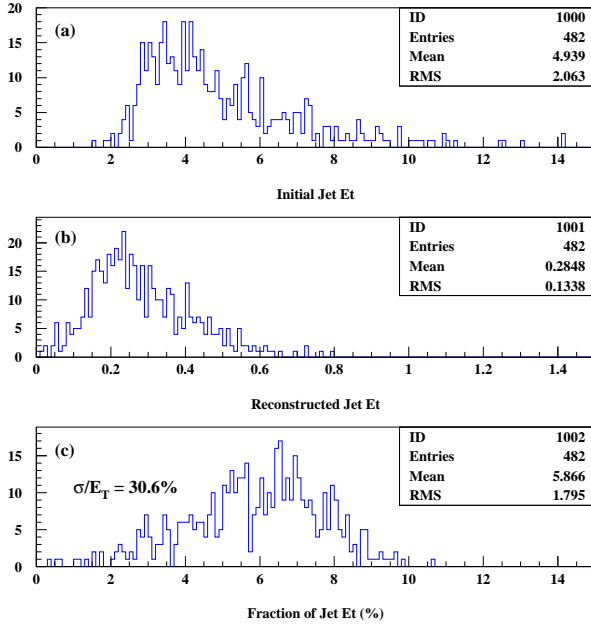 (a)
ID 1000
Entries 482
Mean 4.939
RMS 2.063
20
15
10
5
0
0 2 4 6 8 10 12 14
Initial Jet Et
(b)
ID 1001
Entries 482
Mean 0.2848
RMS 0.1338
20
15
10
5
0
0 0.2 0.4 0.6 0.8 1 1.2 1.4
Reconstructed Jet Et
(c)
ID 1002
Entries 482
Mean 5.866
RMS 1.795
σ/E_T = 30.6%
15
10
5
0
0 2 4 6 8 10 12 14
Fraction of Jet Et (%)